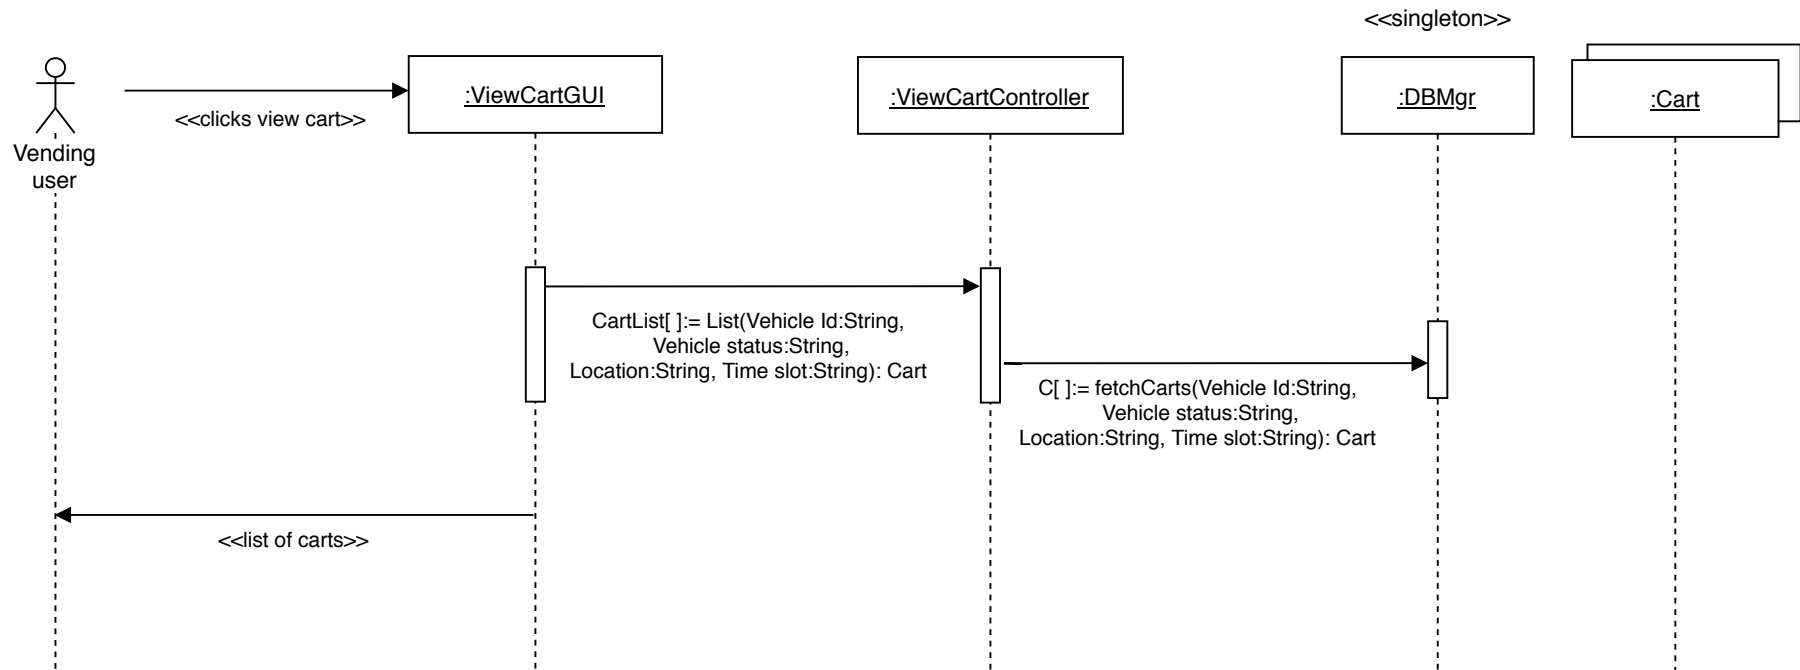 <<singleton>>
:ViewCartGUI
:ViewCartController
:DBMgr
:Cart
<<clicks view cart>>
Vending
user
CartList[ ]:= List(Vehicle Id:String,
Vehicle status:String,
Location:String, Time slot:String): Cart
C[ ]:= fetchCarts(Vehicle Id:String,
Vehicle status:String,
Location:String, Time slot:String): Cart
<<list of carts>>